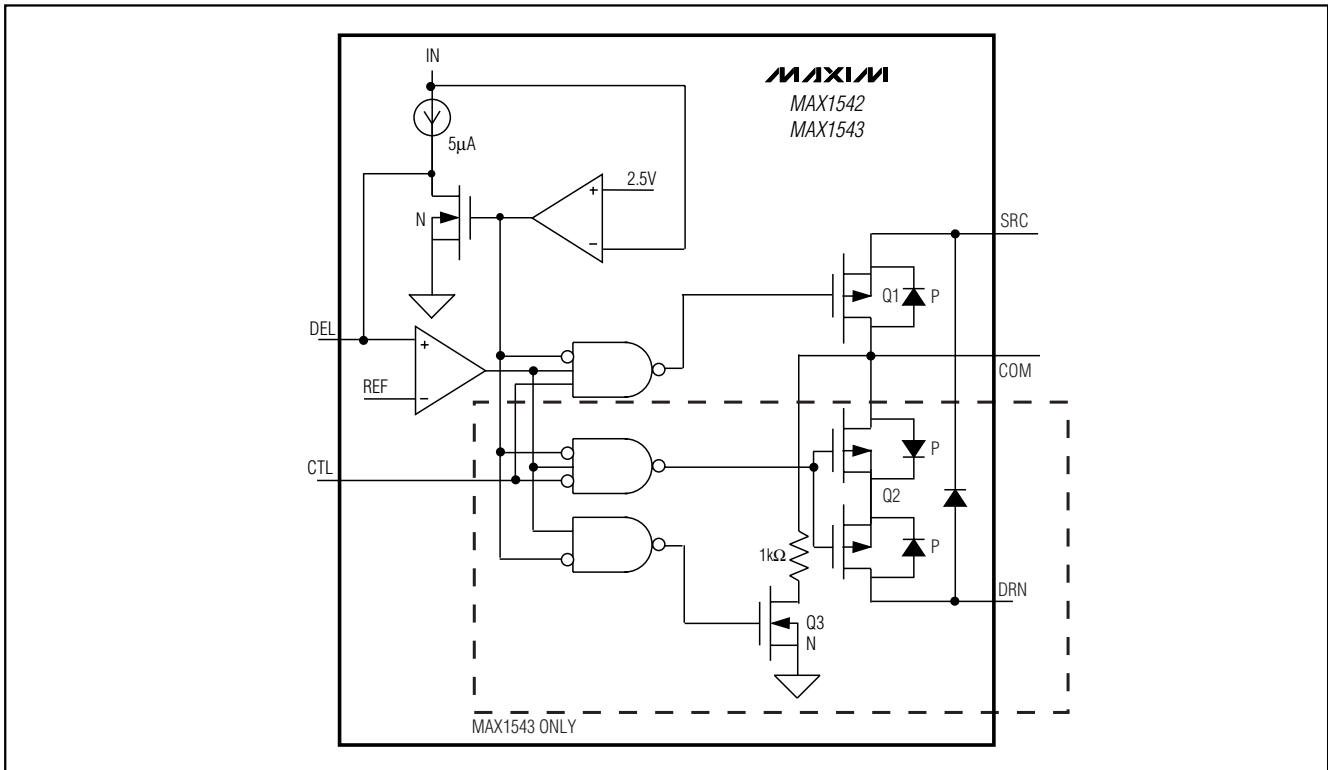 IN
MAXIM
MAX1542
MAX1543
5µA
2.5V
+
N
−
SRC
Q1
P
DEL
+
COM
REF
−
P
CTL
Q2
1kΩ
P
DRN
Q3
N
MAX1543 ONLY